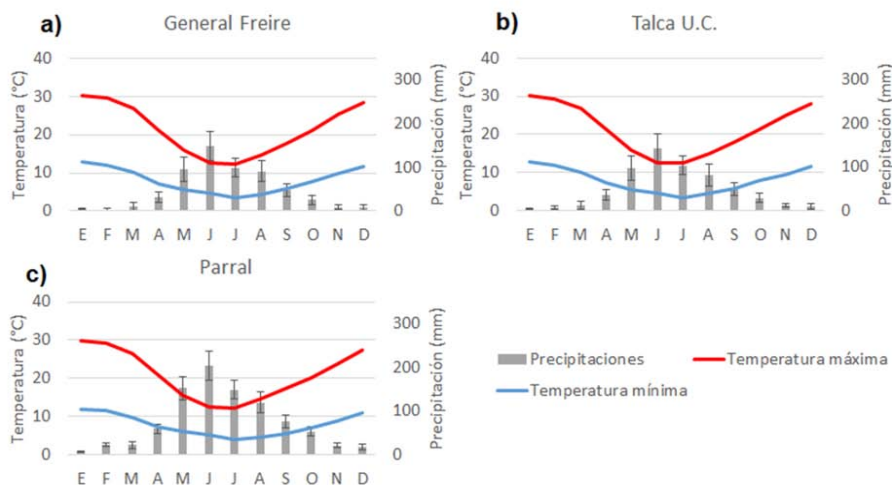 a)
General Freire
Temperatura (°C)
40
30
20
10
0
Precipitación (mm)
300
200
100
0
E F M A M J J A S O N D
b)
Talca U.C.
Temperatura (°C)
40
30
20
10
0
Precipitación (mm)
300
200
100
0
E F M A M J J A S O N D
c)
Parral
Temperatura (°C)
40
30
20
10
0
Precipitación (mm)
300
200
100
0
E F M A M J J A S O N D
Precipitaciones Temperatura máxima
Temperatura mínima